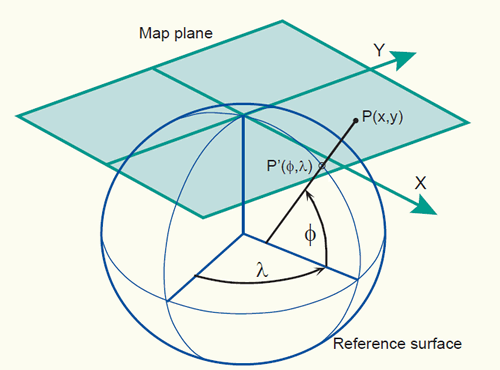 Map plane
Y
P(x,y)
P'(ϕ,λ)
X
ϕ
λ
Reference surface